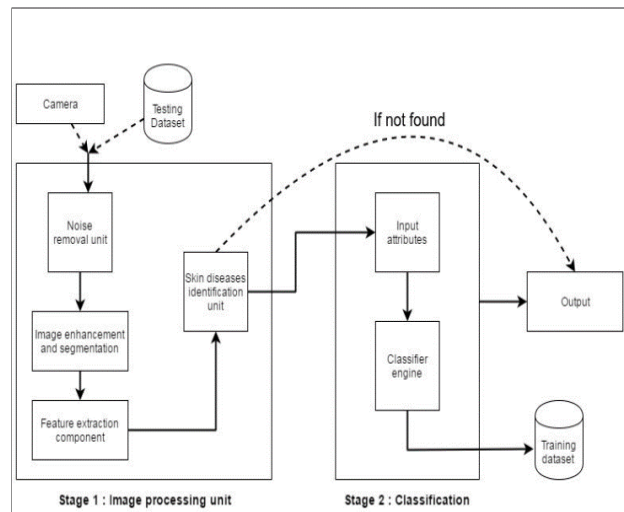 Camera
Testing
Dataset
If not found
Noise
removal unit
Image enhancement
and segmentation
Feature extraction
component
Skin diseases
identification
unit
Input
attributes
Classifier
engine
Output
Training
dataset
Stage 1 : Image processing unit
Stage 2 : Classification